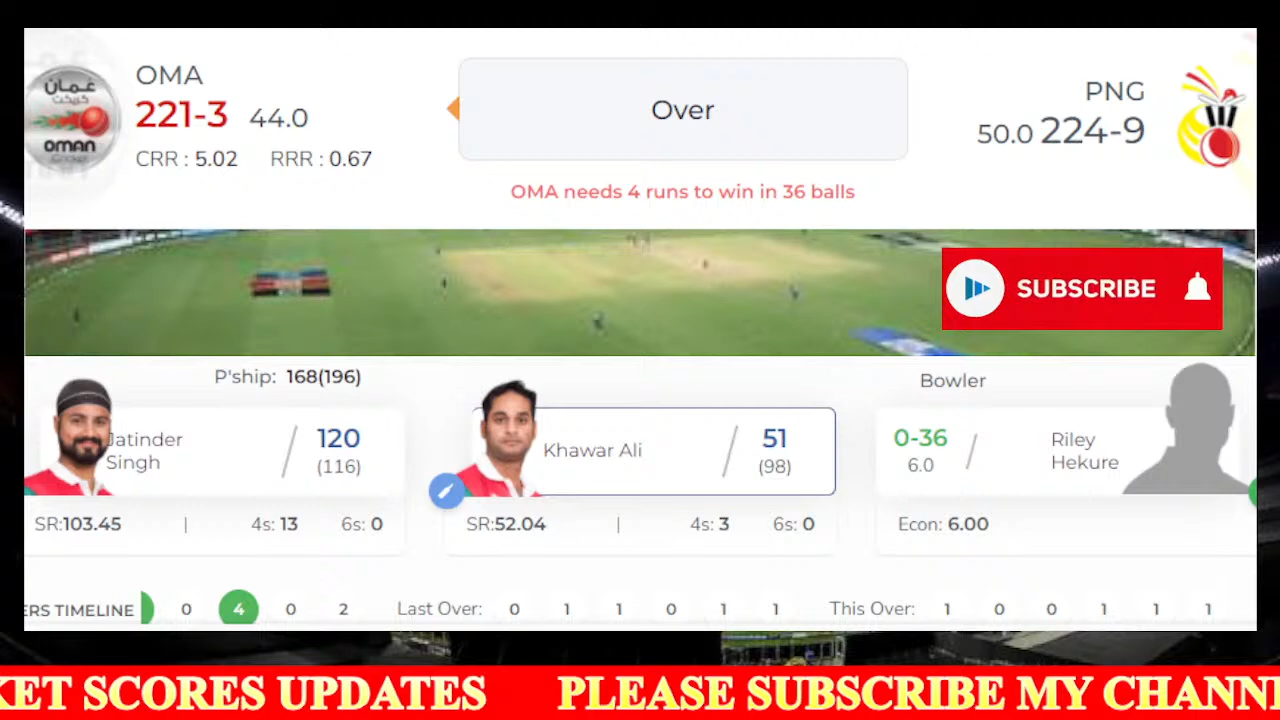 عمان
كريكت
oman
Cricket
OMA
221-3 44.0
CRR : 5.02 RRR : 0.67
Over
OMA needs 4 runs to win in 36 balls
PNG
50.0 224-9
SUBSCRIBE
P'ship: 168(196)
Jatinder
Singh
120
(116)
SR:103.45 | 4s: 13 6s: 0
Khawar Ali
51
(98)
SR:52.04 | 4s: 3 6s: 0
Bowler
0-36
6.0
Riley
Hekure
Econ: 6.00
ERS TIMELINE 0 4 0 2 Last Over: 0 1 1 0 1 1 This Over: 1 0 0 1 1 1
KET SCORES UPDATES PLEASE SUBSCRIBE MY CHANN